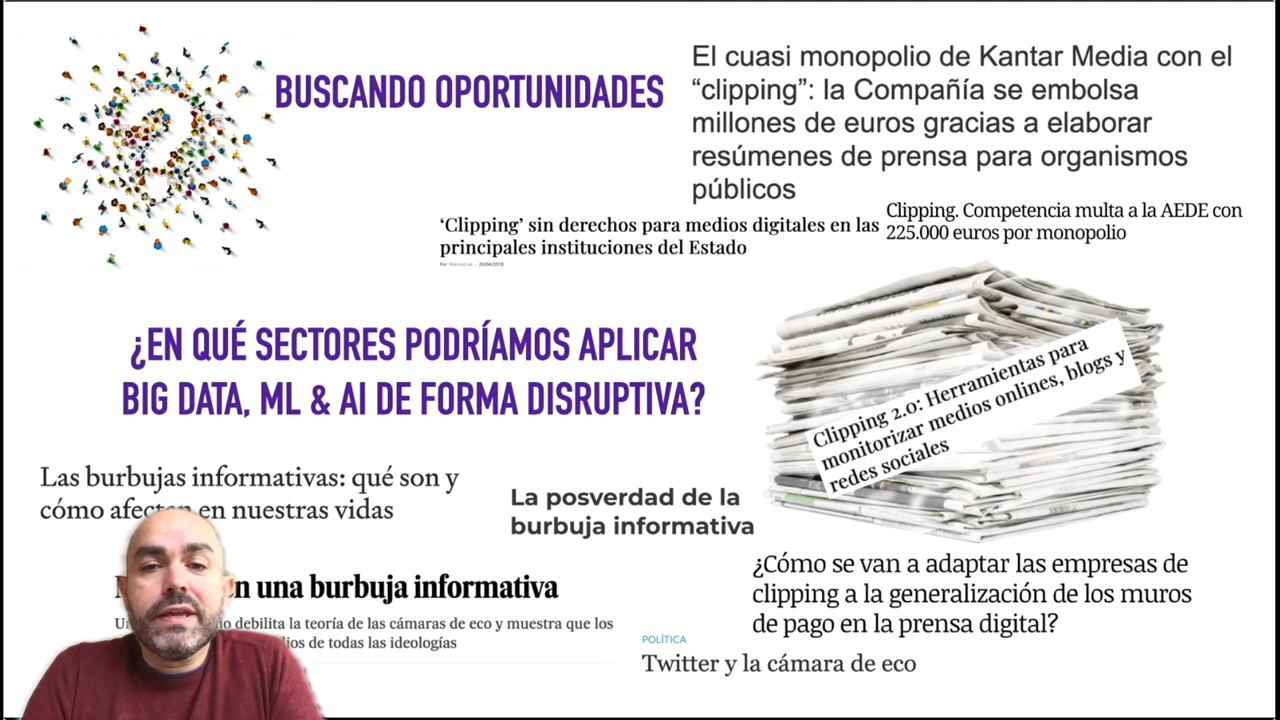 BUSCANDO OPORTUNIDADES
El cuasi monopolio de Kantar Media con el
“clipping”: la Compañía se embolsa
millones de euros gracias a elaborar
resúmenes de prensa para organismos
públicos
‘Clipping’ sin derechos para medios digitales en las
principales instituciones del Estado
Clipping. Competencia multa a la AEDE con
225.000 euros por monopolio
¿EN QUÉ SECTORES PODRÍAMOS APLICAR
BIG DATA, ML & AI DE FORMA DISRUPTIVA?
Clipping 2.0: Herramientas para
monitorizar medios onlines, blogs y
redes sociales
Las burbujas informativas: qué son y
cómo afectan en nuestras vidas
La posverdad de la
burbuja informativa
una burbuja informativa
debilita la teoría de las cámaras de eco y muestra que los
de todas las ideologías
¿Cómo se van a adaptar las empresas de
clipping a la generalización de los muros
de pago en la prensa digital?
POLÍTICA
Twitter y la cámara de eco